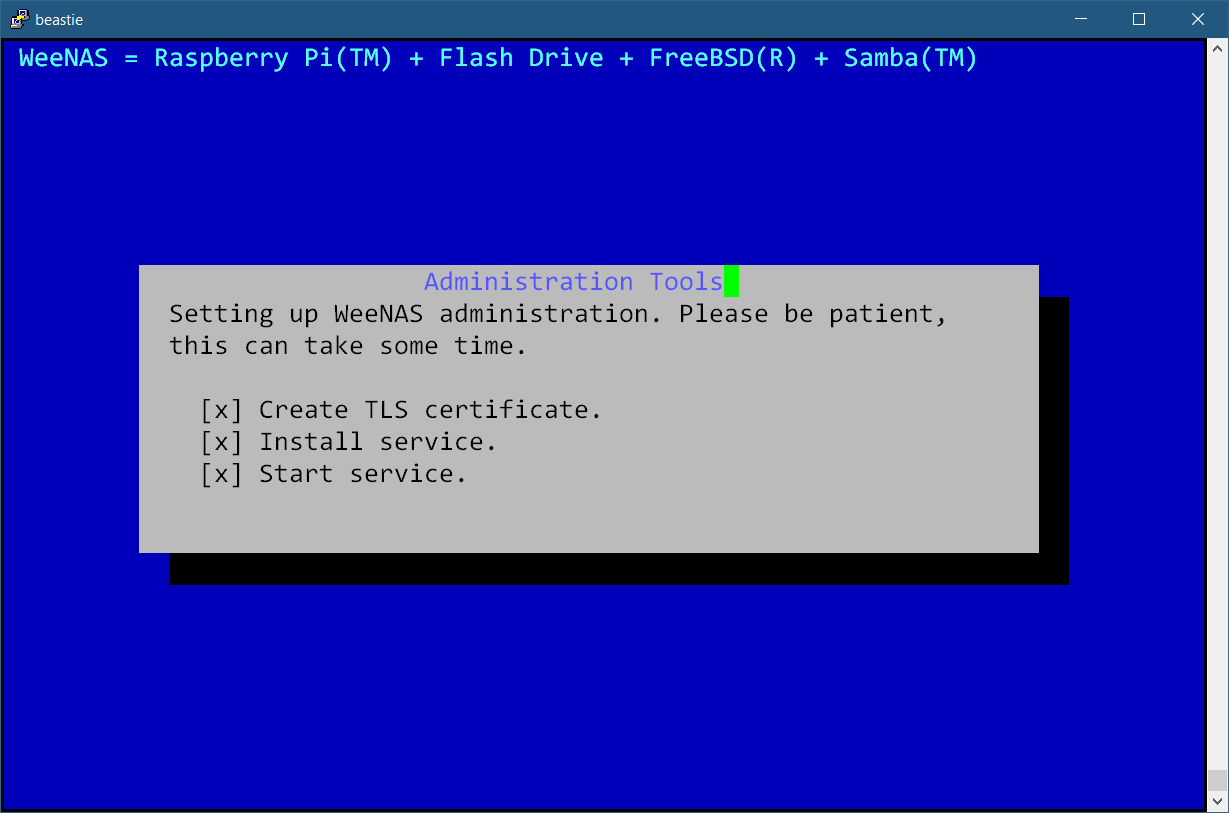 beastie
WeeNAS = Raspberry Pi(TM) + Flash Drive + FreeBSD(R) + Samba(TM)
Administration Tools
Setting up WeeNAS administration. Please be patient,
this can take some time.
[x] Create TLS certificate.
[x] Install service.
[x] Start service.